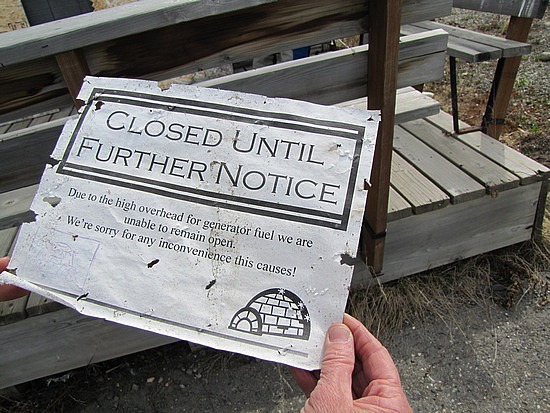 CLOSED UNTIL
FURTHER NOTICE
Due to the high overhead for generator fuel we are
unable to remain open.
We're sorry for any inconvenience this causes!